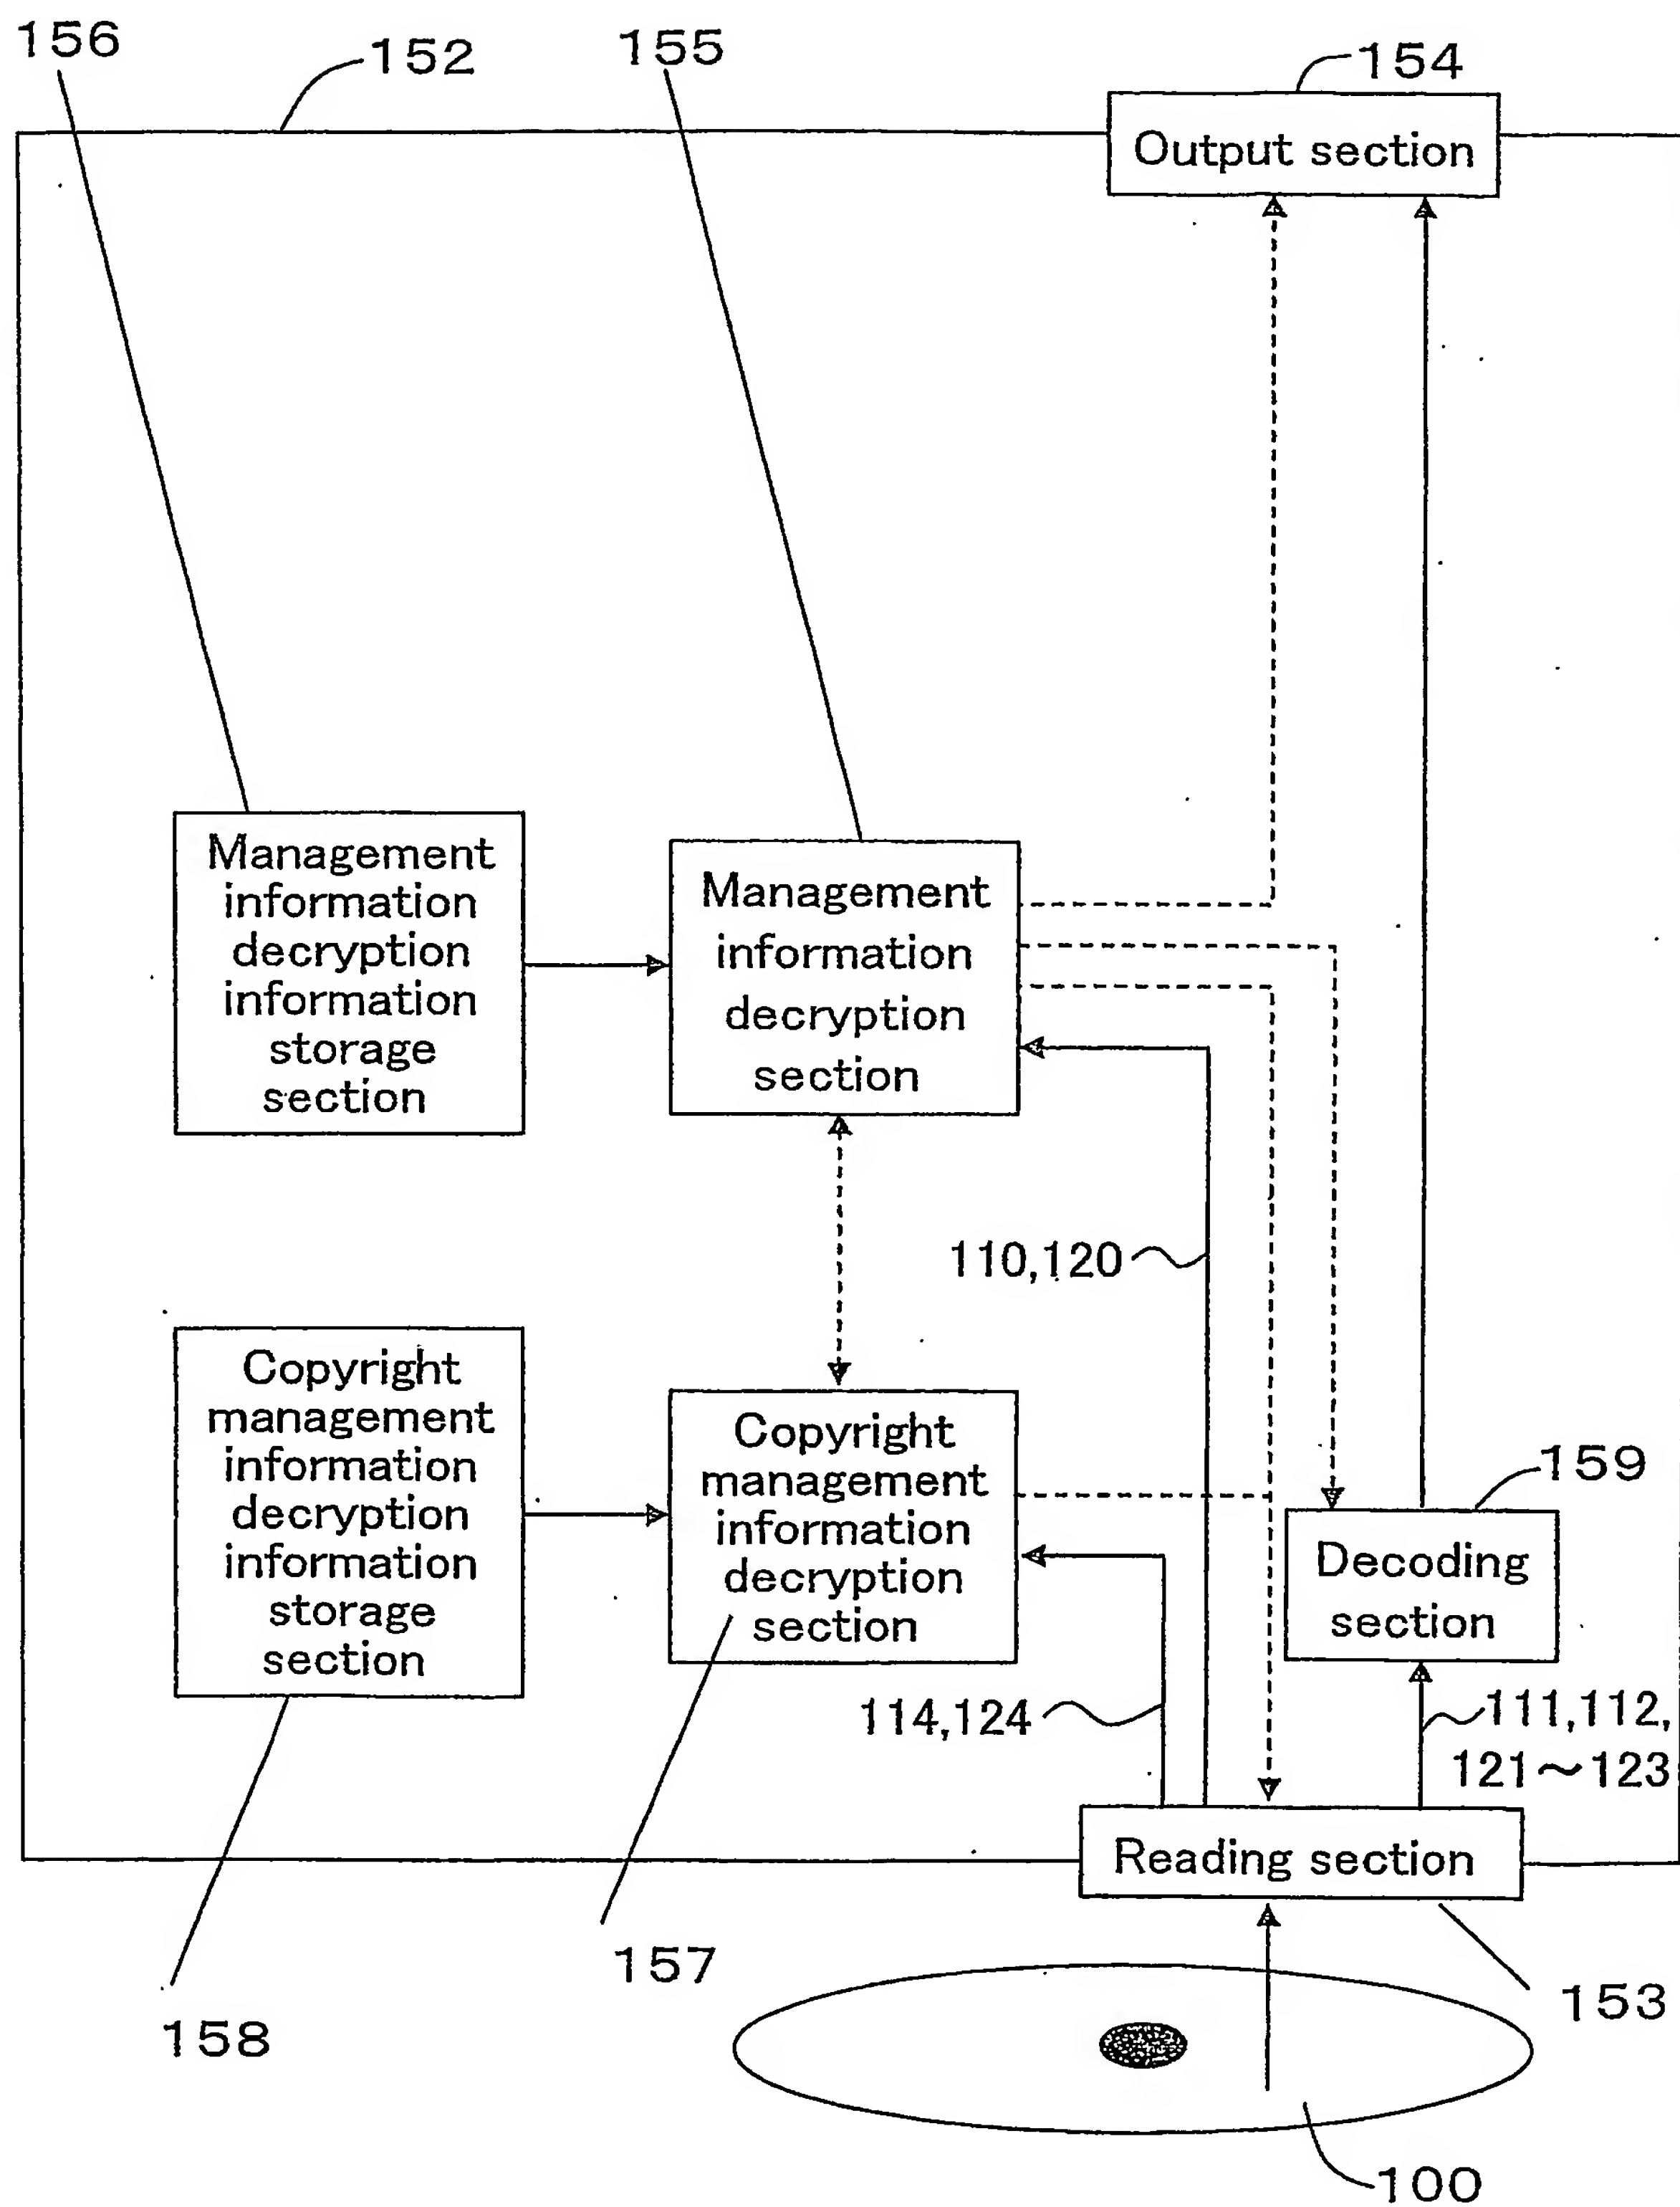 156
152
155
154
Output section
Management
information
decryption
information
storage
section
Management
information
decryption
section
110,120
Copyright
management
information
decryption
information
storage
section
Copyright
management
information
decryption
section
159
Decoding
section
114,124
111,112,
121～123
Reading section
157
158
153
100